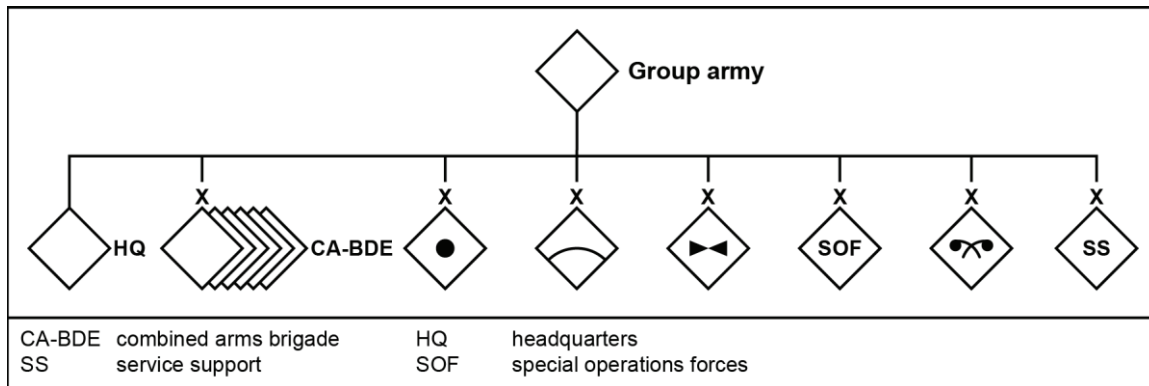 Group army
X X X X X X X
HQ CA-BDE SOF SS
CA-BDE combined arms brigade HQ headquarters
SS service support SOF special operations forces